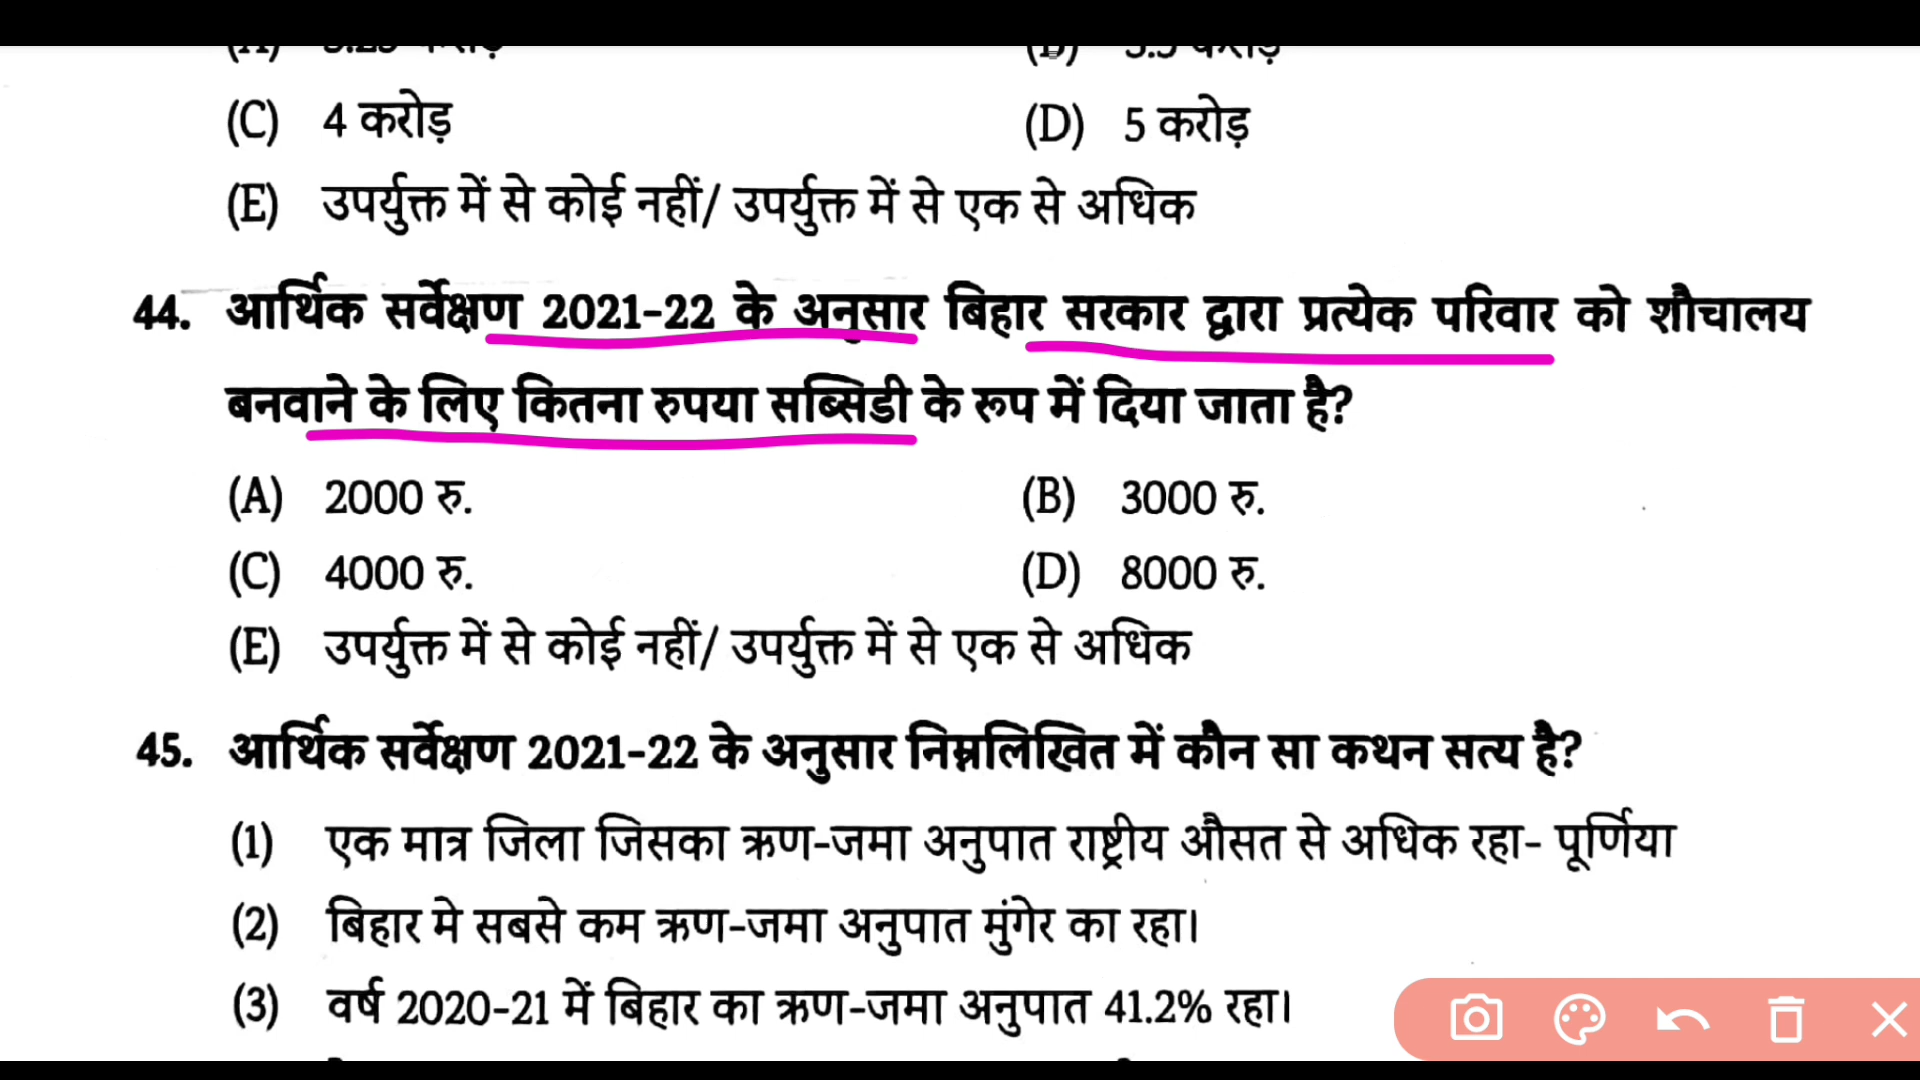 (C) 4 करोड़ (D) 5 करोड़
(E) उपर्युक्त में से कोई नहीं/ उपर्युक्त में से एक से अधिक
44. आर्थिक सर्वेक्षण 2021-22 के अनुसार बिहार सरकार द्वारा प्रत्येक परिवार को शौचालय
बनवाने के लिए कितना रुपया सब्सिडी के रूप में दिया जाता है?
(A) 2000 रु. (B) 3000 रु.
(C) 4000 रु. (D) 8000 रु.
(E) उपर्युक्त में से कोई नहीं/ उपर्युक्त में से एक से अधिक
45. आर्थिक सर्वेक्षण 2021-22 के अनुसार निम्नलिखित में कौन सा कथन सत्य है?
(1) एक मात्र जिला जिसका ऋण-जमा अनुपात राष्ट्रीय औसत से अधिक रहा- पूर्णिया
(2) बिहार मे सबसे कम ऋण-जमा अनुपात मुंगेर का रहा।
(3) वर्ष 2020-21 में बिहार का ऋण-जमा अनुपात 41.2% रहा।